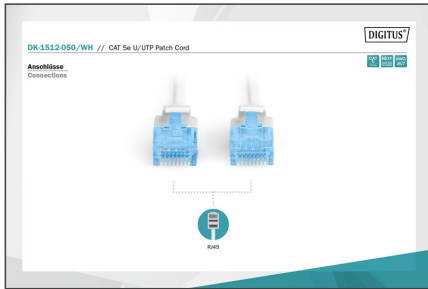 DIGITUS®
DK-1512-050/WH // CAT 5e U/UTP Patch Cord
Anschlüsse
Connections
RJ45